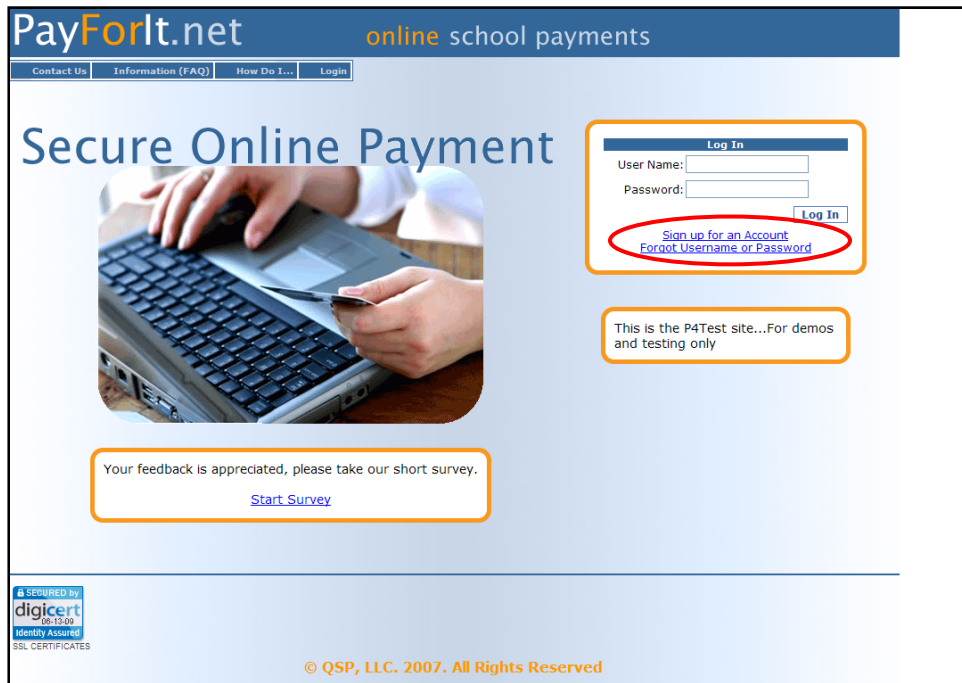 PayForIt.net
online school payments
Contact Us
Information (FAQ)
How Do I...
Login
Secure Online Payment
Log In
User Name:
Password:
Log In
Sign up for an Account
Forgot Username or Password
This is the P4Test site...For demos
and testing only
Your feedback is appreciated, please take our short survey.
Start Survey
SECURED by
digicert
06-13-09
Identity Assured
SSL CERTIFICATES
© QSP, LLC. 2007. All Rights Reserved